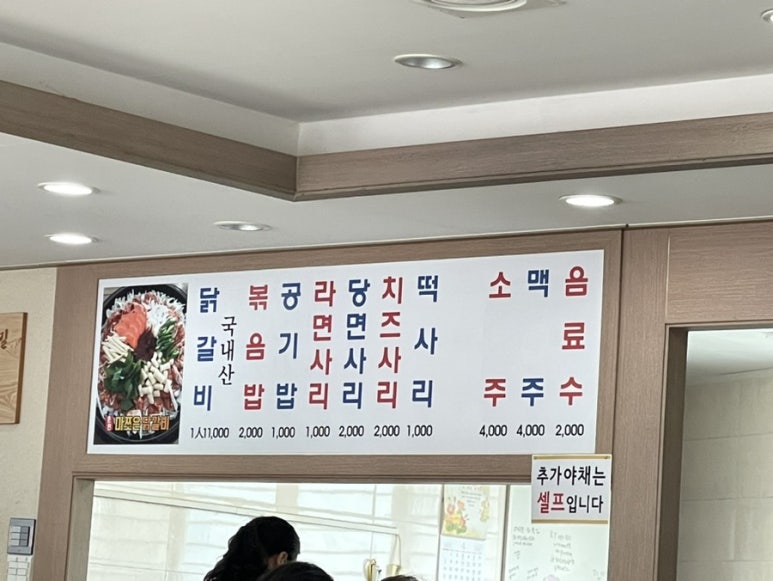 닭갈비
국내산
1人 11,000
볶음밥
2,000
공기밥
1,000
라면사리
1,000
당면사리
2,000
치즈사리
2,000
떡사리
1,000
소주
4,000
맥주
4,000
음료수
2,000
추가야채는
셀프입니다